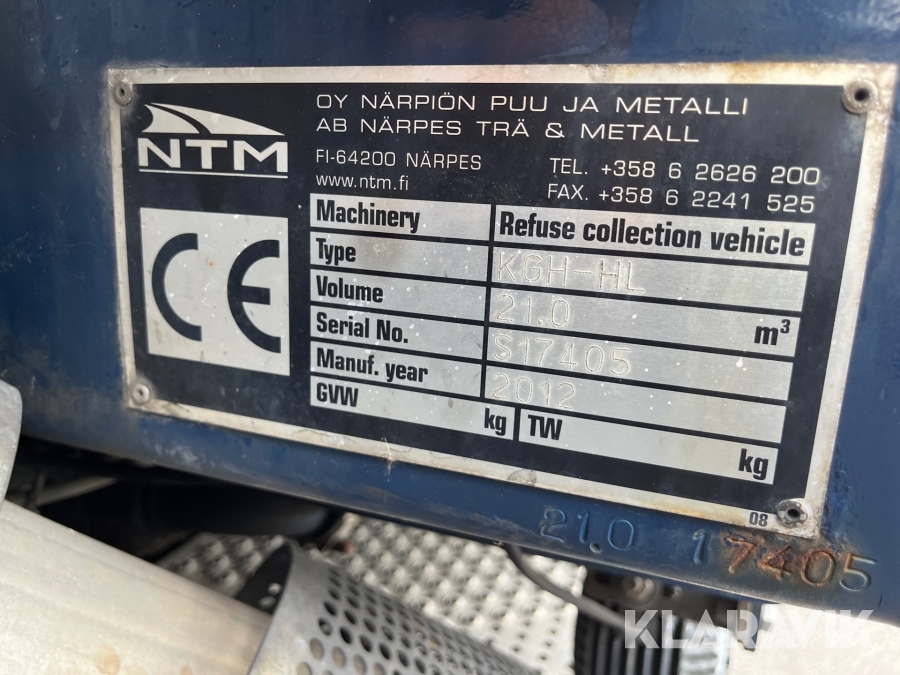 NTM
OY NÄRPIÖN PUU JA METALLI
AB NÄRPES TRÄ & METALL
FI-64200 NÄRPES TEL. +358 6 2626 200
www.ntm.fi FAX. +358 6 2241 525
CE
Machinery Refuse collection vehicle
Type KGH-HL
Volume 21.0 m³
Serial No. S17405
Manuf. year 2012
GVW kg TW kg
08
21.0 17405
KLARAVIK